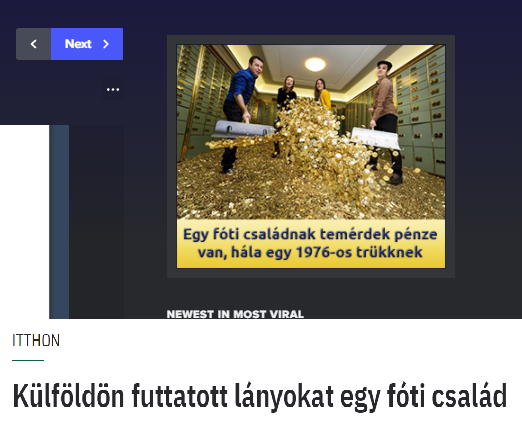 Next
Egy fóti családnak temérdek pénze
van, hála egy 1976-os trükknek
NEWEST IN MOST VIRAL
ITTHON
Külföldön futtatott lányokat egy fóti család